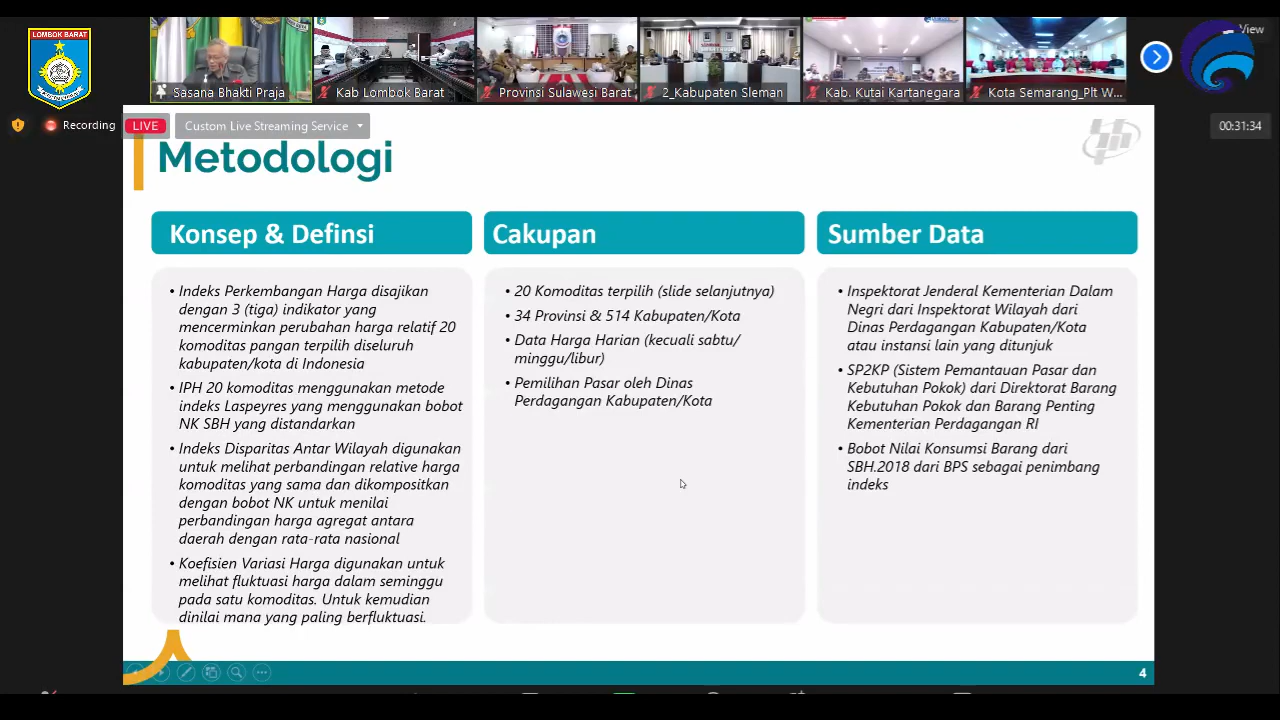 LOMBOK BARAT
Sasana Bhakti Praja
Kab Lombok Barat
Provinsi Sulawesi Barat
2_Kabupaten Sleman
Kab. Kutai Kartanegara
Kota Semarang_Plt W...
View
Recording
LIVE
Custom Live Streaming Service
00:31:34
Metodologi
Konsep & Definsi
• Indeks Perkembangan Harga disajikan
dengan 3 (tiga) indikator yang
mencerminkan perubahan harga relatif 20
komoditas pangan terpilih diseluruh
kabupaten/kota di Indonesia
• IPH 20 komoditas menggunakan metode
indeks Laspeyres yang menggunakan bobot
NK SBH yang distandarkan
• Indeks Disparitas Antar Wilayah digunakan
untuk melihat perbandingan relative harga
komoditas yang sama dan dikompositkan
dengan bobot NK untuk menilai
perbandingan harga agregat antara
daerah dengan rata-rata nasional
• Koefisien Variasi Harga digunakan untuk
melihat fluktuasi harga dalam seminggu
pada satu komoditas. Untuk kemudian
dinilai mana yang paling berfluktuasi.
Cakupan
• 20 Komoditas terpilih (slide selanjutnya)
• 34 Provinsi & 514 Kabupaten/Kota
• Data Harga Harian (kecuali sabtu/
minggu/libur)
• Pemilihan Pasar oleh Dinas
Perdagangan Kabupaten/Kota
Sumber Data
• Inspektorat Jenderal Kementerian Dalam
Negri dari Inspektorat Wilayah dari
Dinas Perdagangan Kabupaten/Kota
atau instansi lain yang ditunjuk
• SP2KP (Sistem Pemantauan Pasar dan
Kebutuhan Pokok) dari Direktorat Barang
Kebutuhan Pokok dan Barang Penting
Kementerian Perdagangan RI
• Bobot Nilai Konsumsi Barang dari
SBH.2018 dari BPS sebagai penimbang
indeks
4